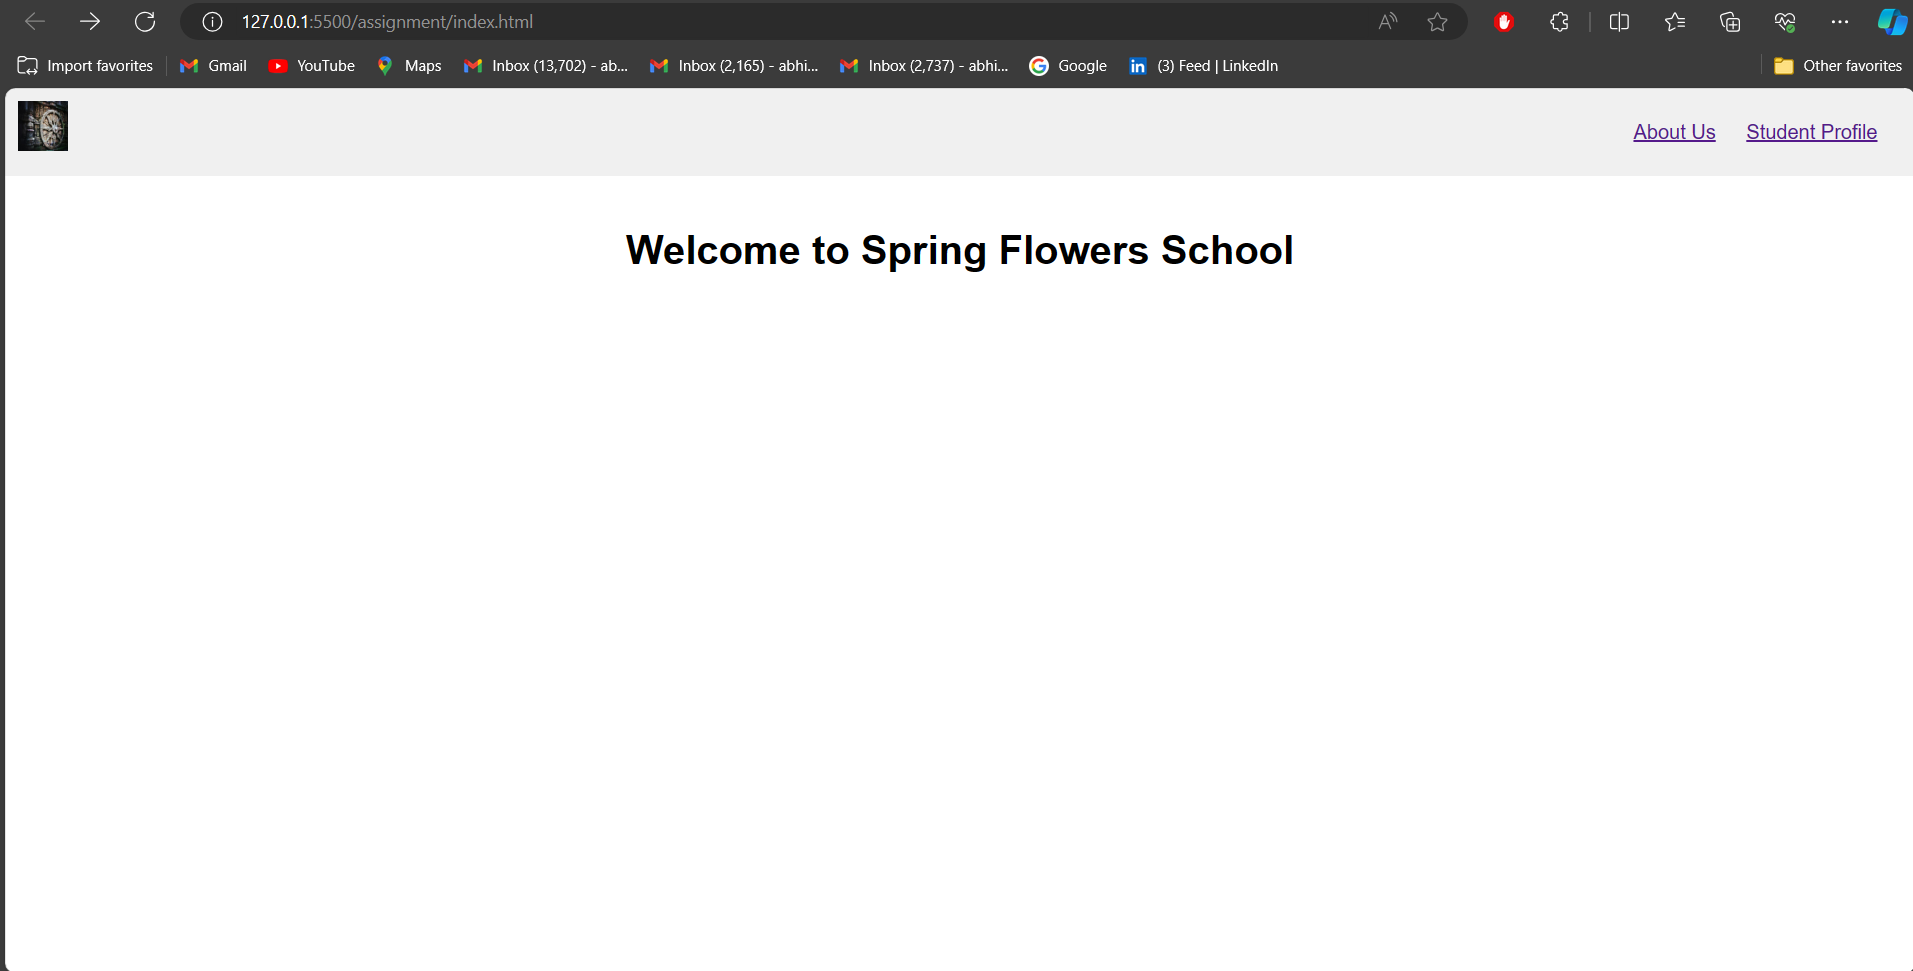 127.0.0.1:5500/assignment/index.html
Import favorites Gmail YouTube Maps Inbox (13,702) - ab... Inbox (2,165) - abhi... Inbox (2,737) - abhi... Google (3) Feed | LinkedIn Other favorites
About Us Student Profile
Welcome to Spring Flowers School